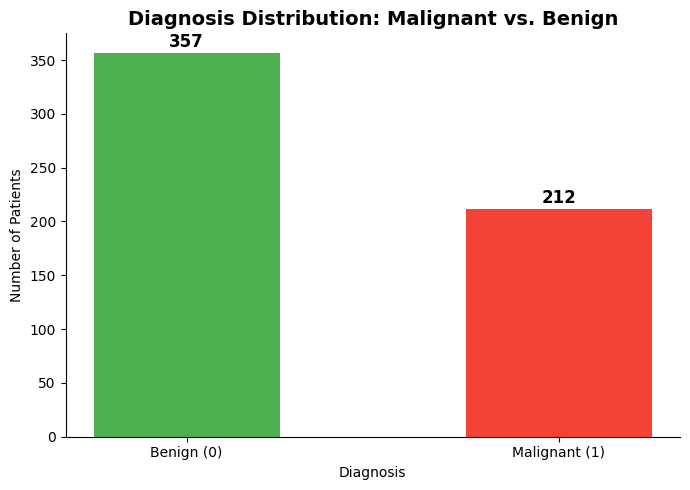 Diagnosis Distribution: Malignant vs. Benign
357
212
Number of Patients
350
300
250
200
150
100
50
0
Benign (0)
Malignant (1)
Diagnosis